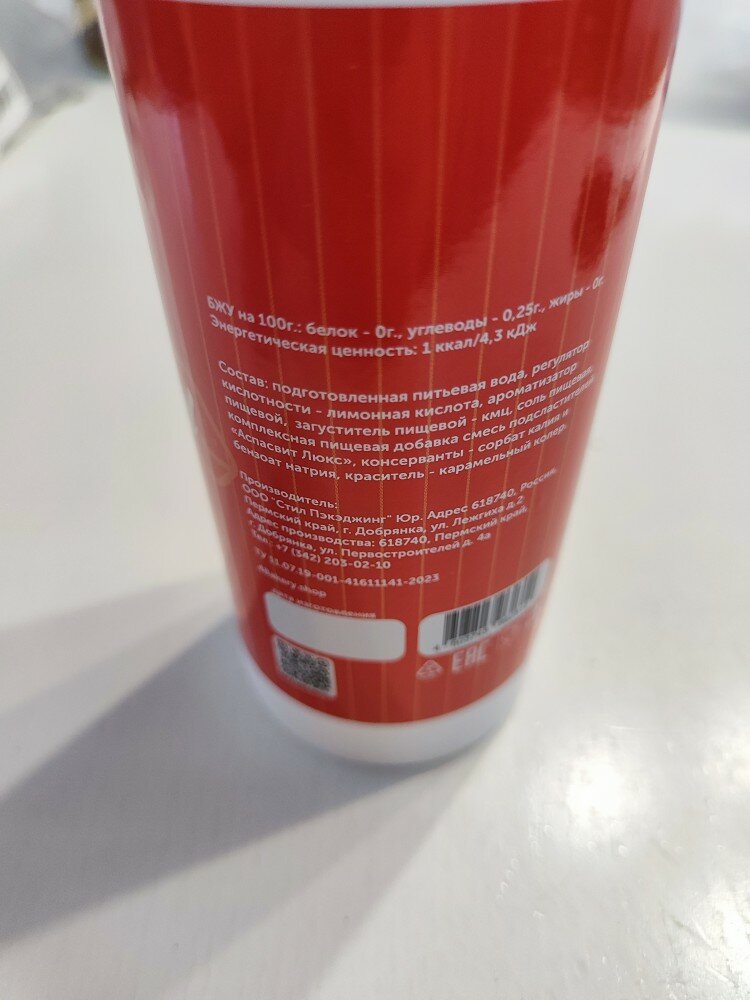 БЖУ на 100г.: белок - 0г., углеводы - 0,25г., жиры - 0г.
Энергетическая ценность: 1 ккал/4,3 кДж
Состав: подготовленная питьевая вода, регулятор
кислотности - лимонная кислота, ароматизатор
пищевой, загуститель пищевой - кмц, соль пищевая,
комплексная пищевая добавка смесь подсластителей
«Аспасвит Люкс», консерванты - сорбат калия и
бензоат натрия, краситель - карамельный колер.
Производитель:
ООО "Стил Пэкэджинг" Юр. Адрес 618740, Россия,
Пермский край, г. Добрянка, ул. Лежгиха д.2
Адрес производства: 618740, Пермский край,
г. Добрянка, ул. Первостроителей д. 4а
Тел.: +7 (342) 203-02-10
ТУ 11.07.19-001-41611141-2023
дата изготовления
ЕАС